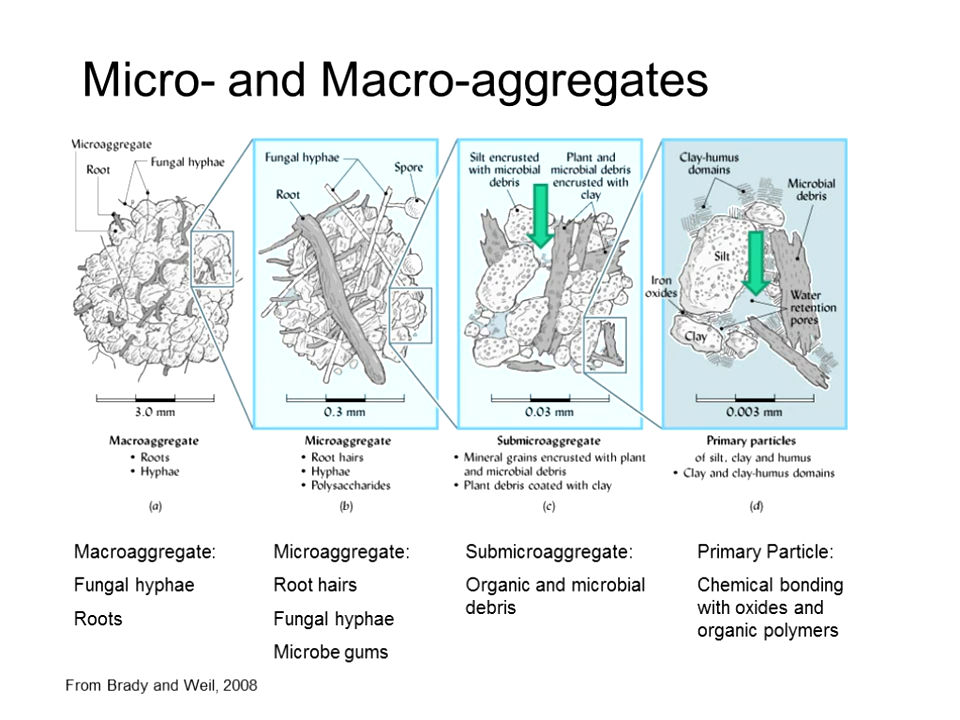 Micro- and Macro-aggregates
Microaggregate
Root
Fungal hyphae
Fungal hyphae
Root
Spore
Silt encrusted
with microbial
debris
Plant and
microbial debris
encrusted with
clay
Clay-humus
domains
Microbial
debris
Silt
Iron
oxides
Water
retention
pores
Clay
3.0 mm
0.3 mm
0.03 mm
0.003 mm
Macroaggregate
• Roots
• Hyphae
(a)
Microaggregate
• Root hairs
• Hyphae
• Polysaccharides
(b)
Submicroaggregate
• Mineral grains encrusted with plant
and microbial debris
• Plant debris coated with clay
(c)
Primary particles
of silt, clay and humus
• Clay and clay-humus domains
(d)
Macroaggregate:
Fungal hyphae
Roots
Microaggregate:
Root hairs
Fungal hyphae
Microbe gums
Submicroaggregate:
Organic and microbial
debris
Primary Particle:
Chemical bonding
with oxides and
organic polymers
From Brady and Weil, 2008